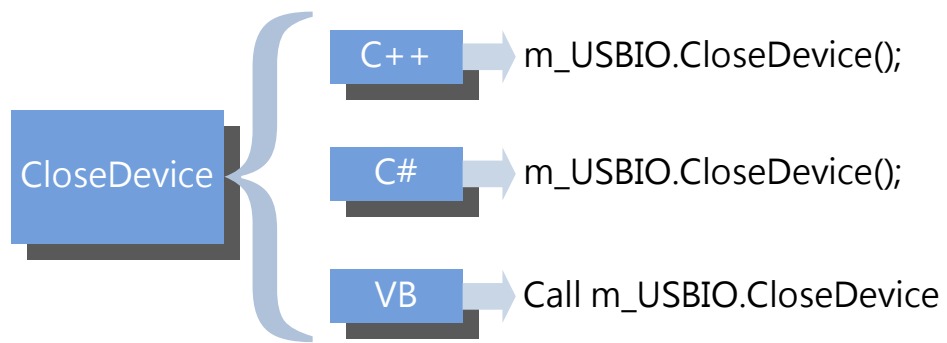 CloseDevice
C++
m_USBIO.CloseDevice();
C#
m_USBIO.CloseDevice();
VB
Call m_USBIO.CloseDevice